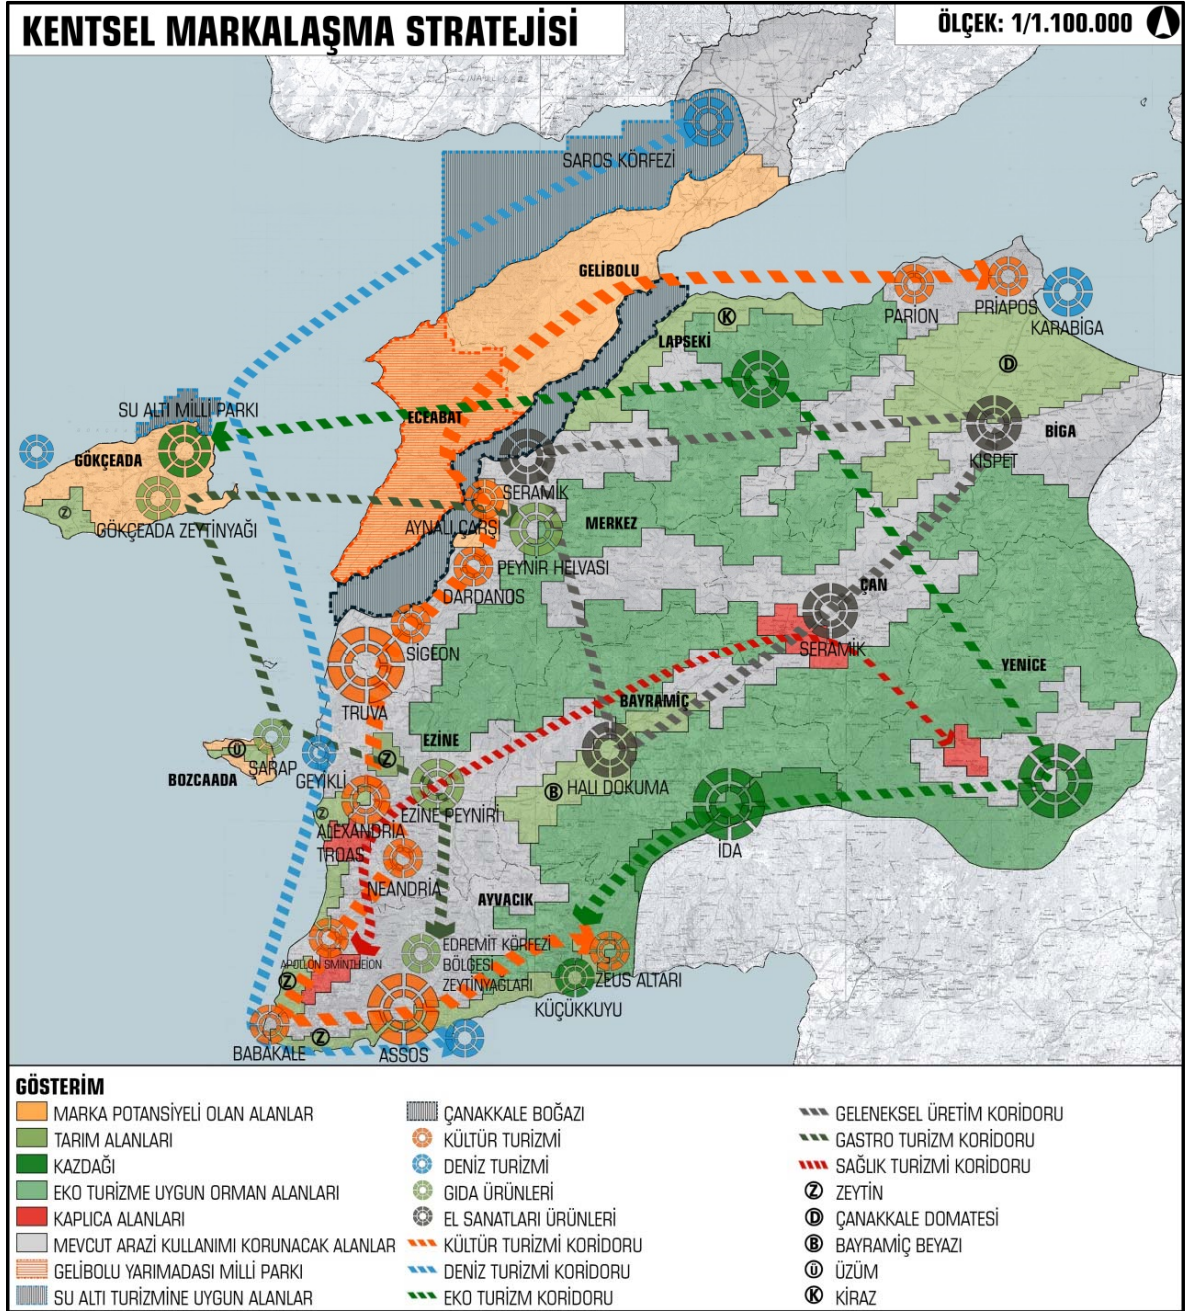 KENTSEL MARKALAŞMA STRATEJİSİ
ÖLÇEK: 1/1.100.000
SAROS KÖRFEZİ
GELİBOLU
PARION
PRİAPOS
KARABİGA
K
LAPSEKİ
D
SU ALTI MİLLİ PARKI
ECEABAT
BİGA
GÖKÇEADA
KISPET
SERAMİK
Z
GÖKÇEADA ZEYTİNYAĞI
AYNALI ÇARŞI
MERKEZ
PEYNİR HELVASI
DARDANOS
ÇAN
SİGEON
SERAMİK
YENİCE
TRUVA
BAYRAMİÇ
EZİNE
Ü
ŞARAP
Z
BOZCAADA
GEYİKLİ
B
HALI DOKUMA
Z
EZİNE PEYNİRİ
ALEXANDRİA
TROAS
İDA
NEANDRİA
AYVACIK
EDREMİT KÖRFEZİ
BÖLGESİ
ZEYTİNYAĞLARI
APOLLON SMINTHEION
Z
ZEUS ALTARI
KÜÇÜKKUYU
Z
BABAKALE
ASSOS
GÖSTERİM
MARKA POTANSİYELİ OLAN ALANLAR
TARIM ALANLARI
KAZDAĞI
EKO TURİZME UYGUN ORMAN ALANLARI
KAPLICA ALANLARI
MEVCUT ARAZİ KULLANIMI KORUNACAK ALANLAR
GELİBOLU YARIMADASI MİLLİ PARKI
SU ALTI TURİZMİNE UYGUN ALANLAR
ÇANAKKALE BOĞAZI
KÜLTÜR TURİZMİ
DENİZ TURİZMİ
GIDA ÜRÜNLERİ
EL SANATLARI ÜRÜNLERİ
KÜLTÜR TURİZMİ KORİDORU
DENİZ TURİZMİ KORİDORU
EKO TURİZM KORİDORU
GELENEKSEL ÜRETİM KORİDORU
GASTRO TURİZM KORİDORU
SAĞLIK TURİZMİ KORİDORU
Z ZEYTİN
D ÇANAKKALE DOMATESİ
B BAYRAMİÇ BEYAZI
Ü ÜZÜM
K KİRAZ